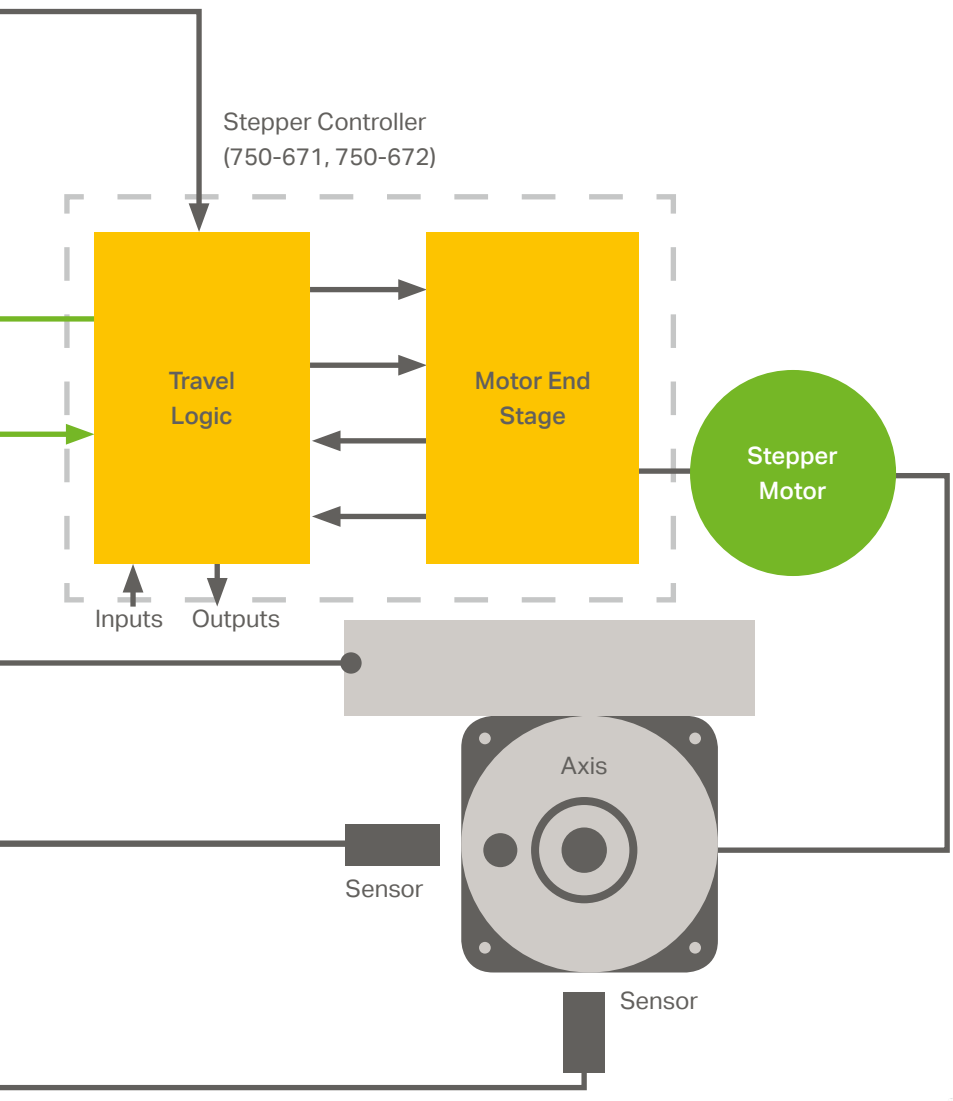 Stepper Controller
(750-671, 750-672)
Travel
Logic
Motor End
Stage
Stepper
Motor
Inputs
Outputs
Axis
Sensor
Sensor